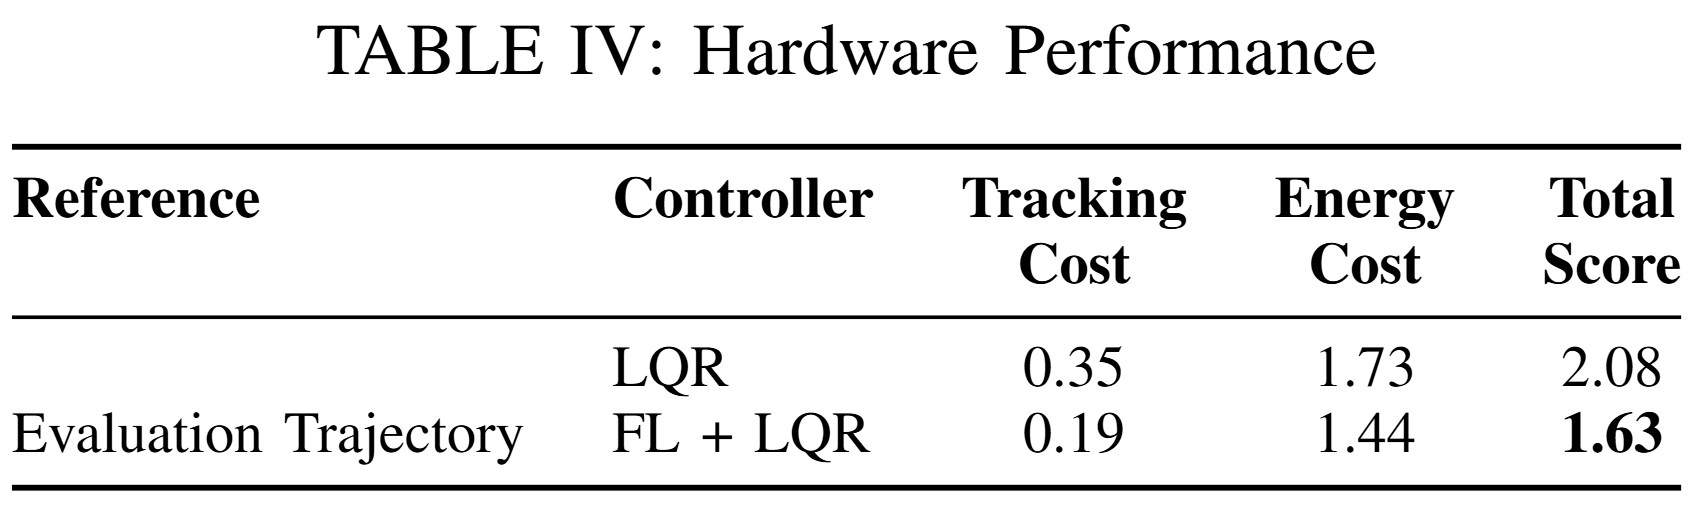 TABLE IV: Hardware Performance
Reference Controller Tracking Cost Energy Cost Total Score
LQR 0.35 1.73 2.08
Evaluation Trajectory FL + LQR 0.19 1.44 1.63